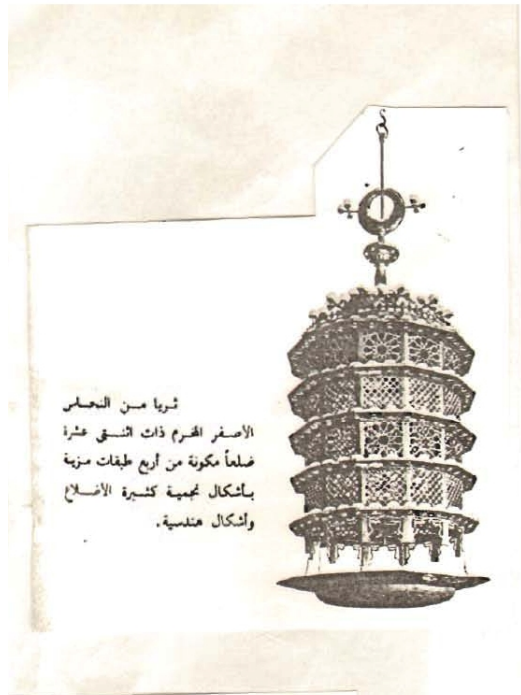 ثريا من النحاس
الأصفر المخرم ذات اثنتى عشرة
ضلعاً مكونة من أربع طبقات مزينة
بأشكال نجمية كثيرة الأضلاع
وأشكال هندسية.